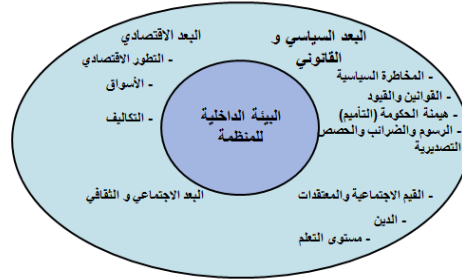 البعد السياسي و
القانوني
- المخاطرة السياسية
- القوانين والقيود
- هيمنة الحكومة (التأميم)
- الرسوم والضرائب والحصص
التصديرية
البعد الاقتصادي
- التطور الاقتصادي
- الأسواق
- التكاليف
البيئة الداخلية
للمنظمة
- القيم الاجتماعية والمعتقدات
- الدين
- مستوى التعلم
البعد الاجتماعي و الثقافي